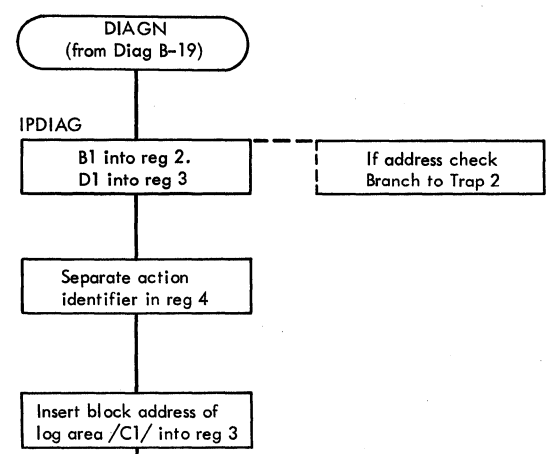 DIAGN
(from Diag B-19)
IPDIAG
B1 into reg 2.
D1 into reg 3
If address check
Branch to Trap 2
Separate action
identifier in reg 4
Insert block address of
log area /C1/ into reg 3